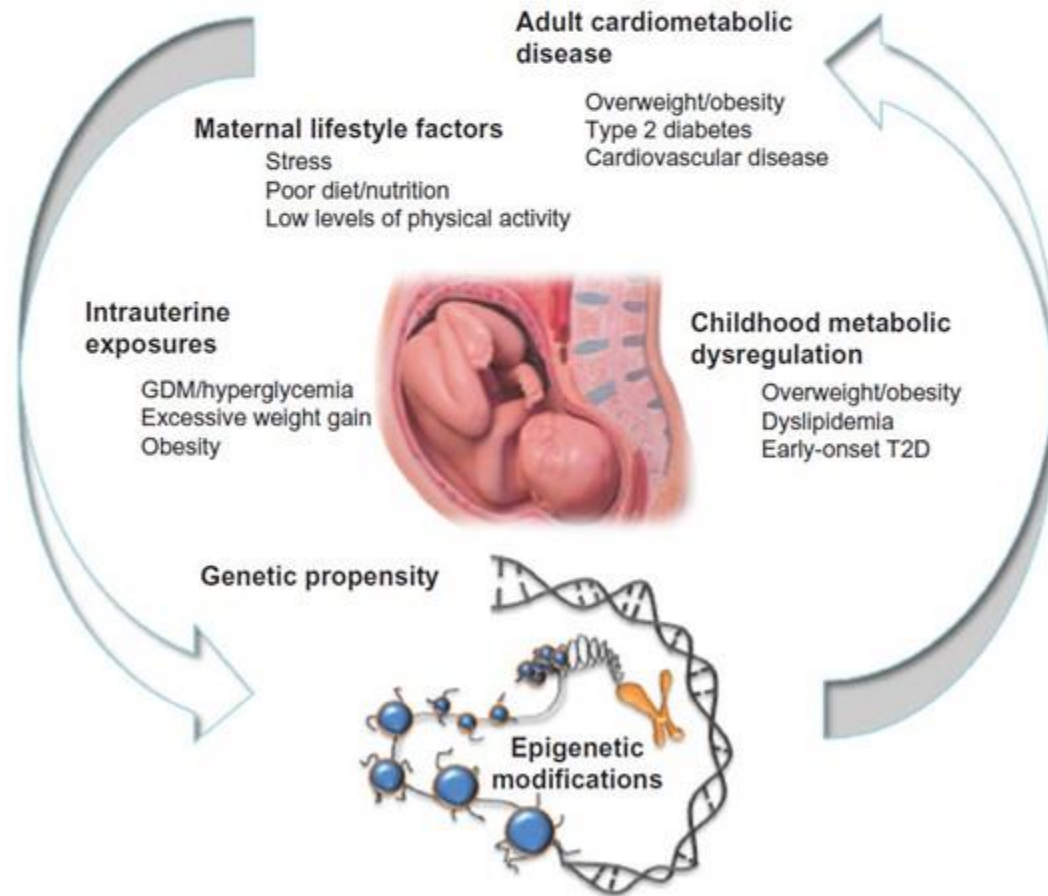 Adult cardiometabolic
disease
Overweight/obesity
Type 2 diabetes
Cardiovascular disease
Maternal lifestyle factors
Stress
Poor diet/nutrition
Low levels of physical activity
Intrauterine
exposures
GDM/hyperglycemia
Excessive weight gain
Obesity
Childhood metabolic
dysregulation
Overweight/obesity
Dyslipidemia
Early-onset T2D
Genetic propensity
Epigenetic
modifications